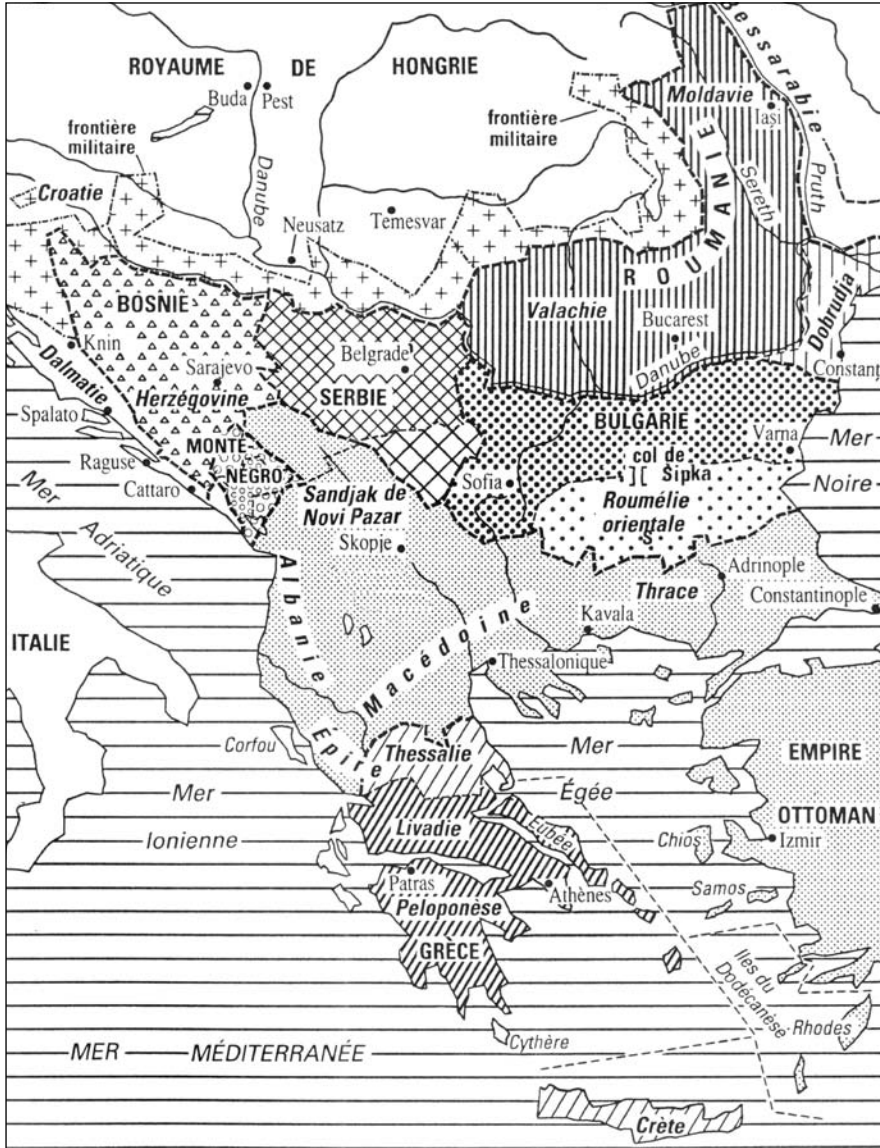 ROYAUME DE HONGRIE
Buda
Pest
frontière
militaire
Croatie
Danube
Neusatz
Temesvar
frontière
militaire
Moldavie
Iași
Bessarabie
Pruth
Sereth
ROUMANIE
Valachie
Bucarest
Danube
Dobrudja
Constanț
BOSNIE
Knin
Sarajevo
Herzégovine
Dalmatie
Spalato
Raguse
Cattaro
Belgrade
SERBIE
MONTÉ
NÉGRO
Sandjak de
Novi Pazar
Skopje
BULGARIE
col de
Šipka
Sofia
Varna
Roumélie
orientale
S
Mer
Noire
Mer
Adriatique
Albanie
Macédoine
Thrace
Adrinople
Constantinople
Kavala
Thessalonique
ITALIE
Corfou
Épire
Thessalie
Mer
Égée
EMPIRE
OTTOMAN
Izmir
Mer
Ionienne
Livadie
Eubée
Chios
Patras
Athènes
Samos
Peloponèse
GRÈCE
Iles du
Dodécanèse
Rhodes
Cythère
MER MÉDITERRANÉE
Crète